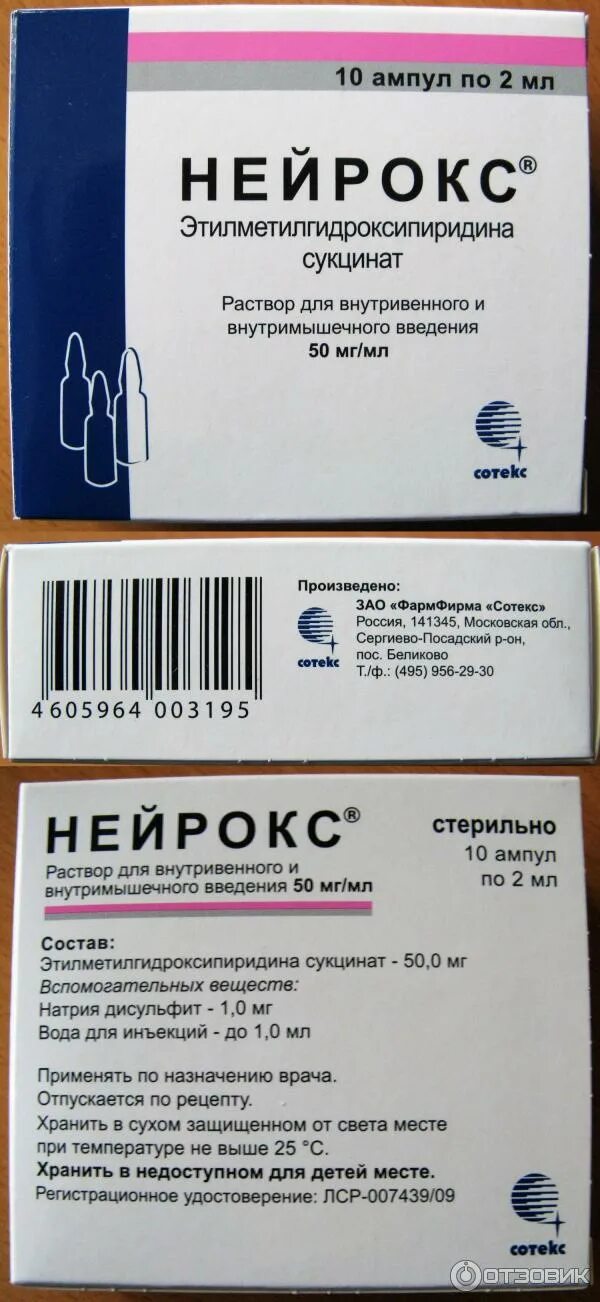 10 ампул по 2 мл
НЕЙРОКС®
Этилметилгидроксипиридина
сукцинат
Раствор для внутривенного и
внутримышечного введения
50 мг/мл
сотекс
Произведено:
ЗАО «ФармФирма «Сотекс»
Россия, 141345, Московская обл.,
Сергиево-Посадский р-он,
пос. Беликово
Т./ф.: (495) 956-29-30
сотекс
4605964 003195
НЕЙРОКС®
Раствор для внутривенного и
внутримышечного введения 50 мг/мл
стерильно
10 ампул
по 2 мл
Состав:
Этилметилгидроксипиридина сукцинат - 50,0 мг
Вспомогательных веществ:
Натрия дисульфит - 1,0 мг
Вода для инъекций - до 1,0 мл
Применять по назначению врача.
Отпускается по рецепту.
Хранить в сухом защищенном от света месте
при температуре не выше 25 °C.
Хранить в недоступном для детей месте.
Регистрационное удостоверение: ЛСР-007439/09
сотекс
ОТЗОВИК